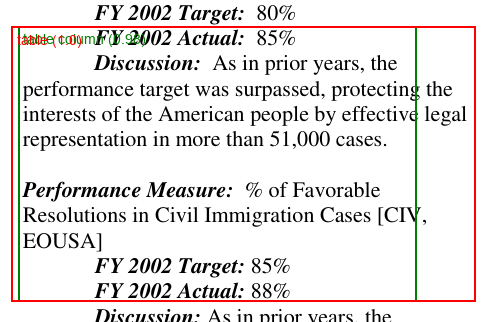 FY 2002 Target: 80%
table (1.0) table column (0.98)
FY 2002 Actual: 85%
Discussion: As in prior years, the
performance target was surpassed, protecting the
interests of the American people by effective legal
representation in more than 51,000 cases.
Performance Measure: % of Favorable
Resolutions in Civil Immigration Cases [CIV,
EOUSA]
FY 2002 Target: 85%
FY 2002 Actual: 88%
Discussion: As in prior years, the